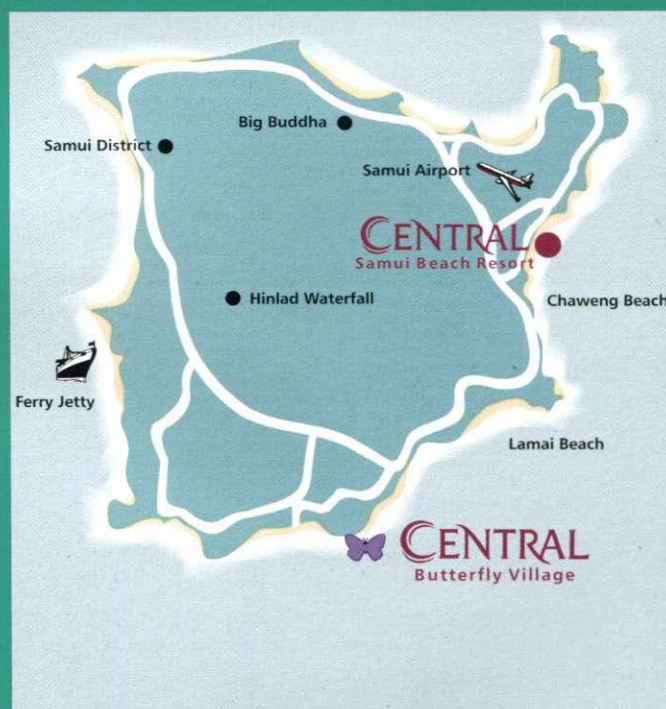 Big Buddha
Samui District
Samui Airport
CENTRAL
Samui Beach Resort
Hinlad Waterfall
Chaweng Beach
Ferry Jetty
Lamai Beach
CENTRAL
Butterfly Village